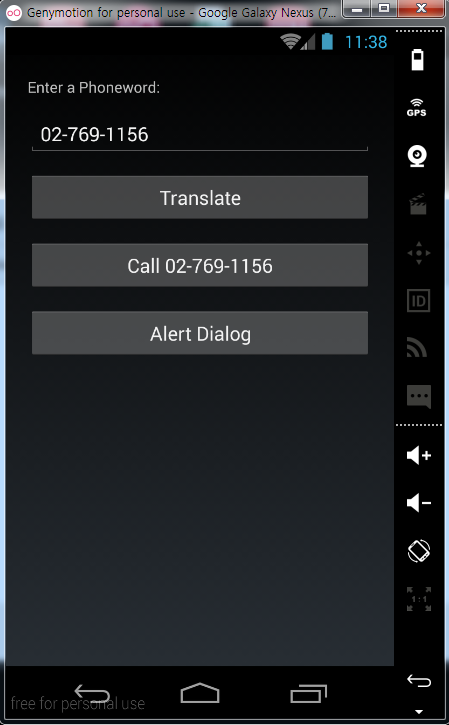 Genymotion for personal use - Google Galaxy Nexus (7...
11:38
Enter a Phoneword:
02-769-1156
Translate
Call 02-769-1156
Alert Dialog
free for personal use
GPS
ID
1:1